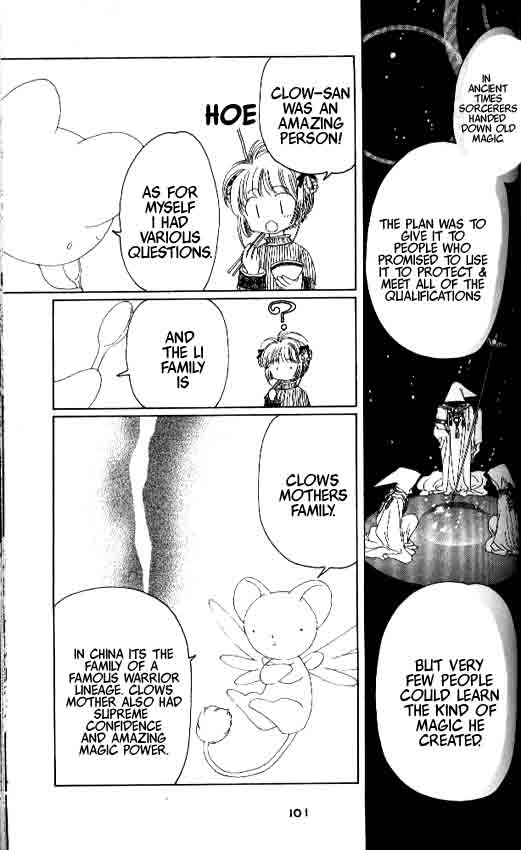 IN
ANCIENT
TIMES
SORCERERS
HANDED
DOWN OLD
MAGIC.
THE PLAN WAS TO
GIVE IT TO
PEOPLE WHO
PROMISED TO USE
IT TO PROTECT &
MEET ALL OF THE
QUALIFICATIONS
BUT VERY
FEW PEOPLE
COULD LEARN
THE KIND OF
MAGIC HE
CREATED.
CLOW-SAN
WAS AN
AMAZING
PERSON!
HOE
AS FOR
MYSELF
I HAD
VARIOUS
QUESTIONS.
?
AND
THE LI
FAMILY
IS
CLOWS
MOTHERS
FAMILY.
IN CHINA ITS THE
FAMILY OF A
FAMOUS WARRIOR
LINEAGE. CLOWS
MOTHER ALSO HAD
SUPREME
CONFIDENCE
AND AMAZING
MAGIC POWER.
101